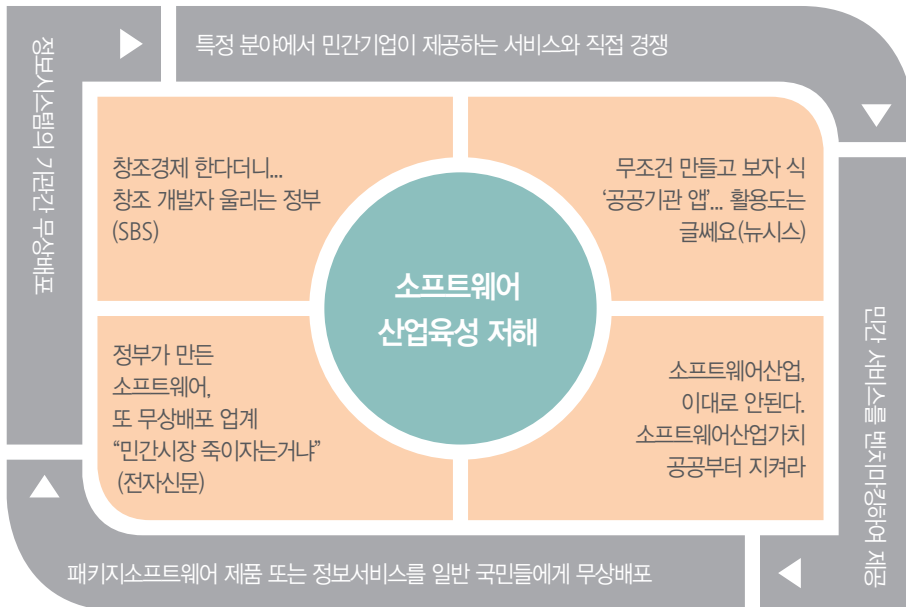 특정 분야에서 민간기업이 제공하는 서비스와 직접 경쟁
정보시스템의 기관간 무상배포
창조경제 한다더니...
창조 개발자 울리는 정부
(SBS)
무조건 만들고 보자 식
‘공공기관 앱’... 활용도는
글쎄요(뉴시스)
소프트웨어
산업육성 저해
정부가 만든
소프트웨어,
또 무상배포 업계
“민간시장 죽이자는거냐”
(전자신문)
소프트웨어산업,
이대로 안된다.
소프트웨어산업가치
공공부터 지켜라
민간 서비스를 벤치마킹하여 제공
패키지소프트웨어 제품 또는 정보서비스를 일반 국민들에게 무상배포